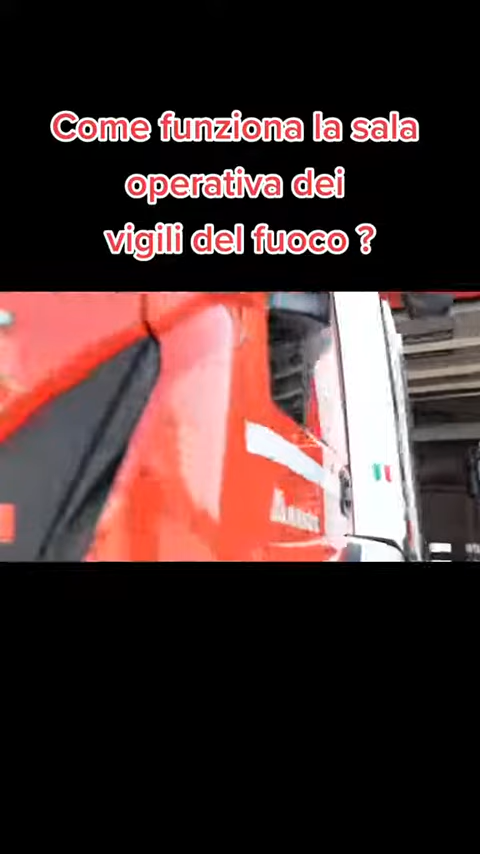 Come funziona la sala
operativa dei
vigili del fuoco ?